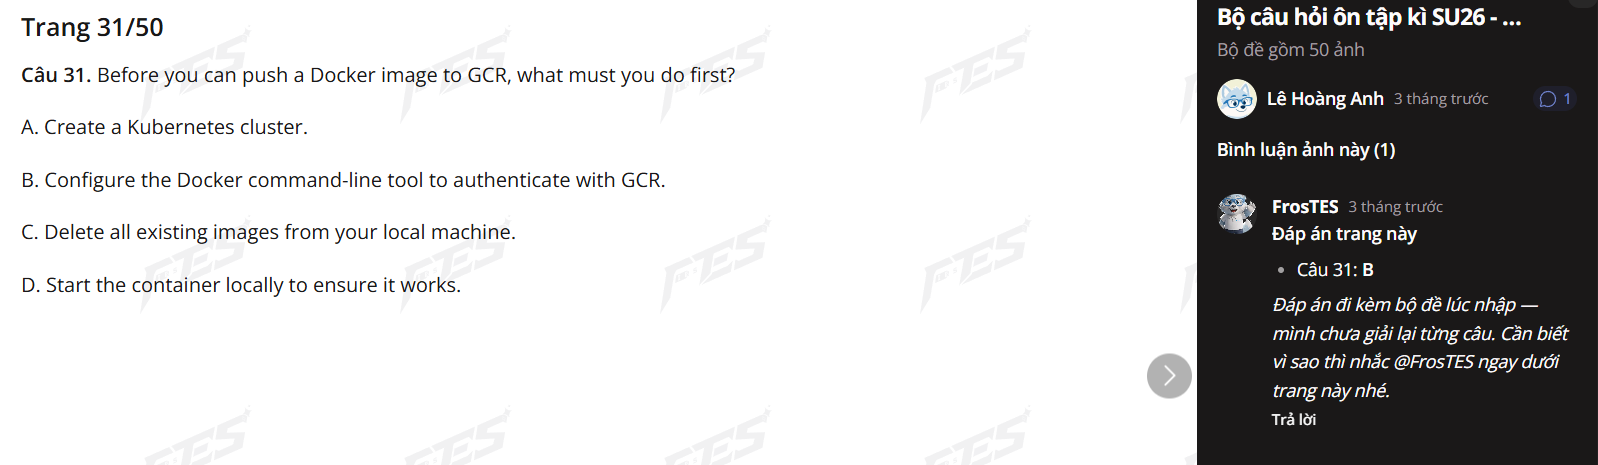 Trang 31/50
Câu 31. Before you can push a Docker image to GCR, what must you do first?
A. Create a Kubernetes cluster.
B. Configure the Docker command-line tool to authenticate with GCR.
C. Delete all existing images from your local machine.
D. Start the container locally to ensure it works.
Bộ câu hỏi ôn tập kì SU26 - ...
Bộ đề gồm 50 ảnh
Lê Hoàng Anh 3 tháng trước 1
Bình luận ảnh này (1)
FrosTES 3 tháng trước
Đáp án trang này
• Câu 31: B
Đáp án đi kèm bộ đề lúc nhập —
mình chưa giải lại từng câu. Cần biết
vì sao thì nhắc @FrosTES ngay dưới
trang này nhé.
Trả lời